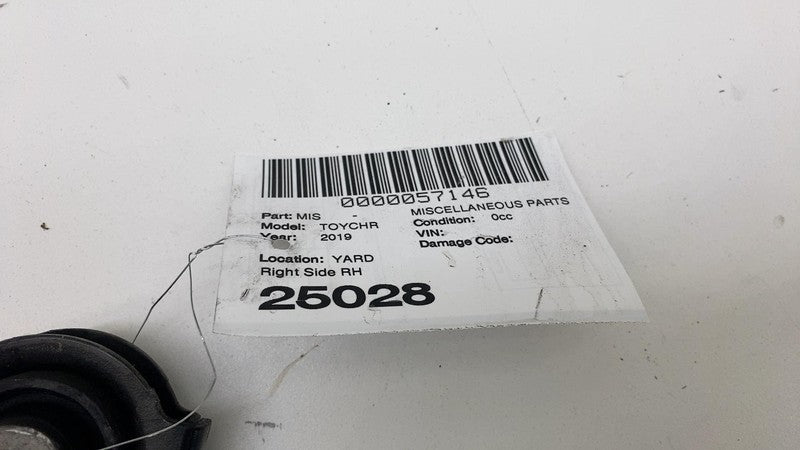 0000057146
Part: MIS - MISCELLANEOUS PARTS
Model: TOYCHR Condition: 0cc
Year: 2019 VIN:
Damage Code:
Location: YARD
Right Side RH
25028